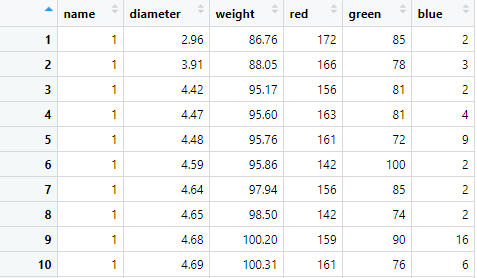 name diameter weight red green blue
1 1 2.96 86.76 172 85 2
2 1 3.91 88.05 166 78 3
3 1 4.42 95.17 156 81 2
4 1 4.47 95.60 163 81 4
5 1 4.48 95.76 161 72 9
6 1 4.59 95.86 142 100 2
7 1 4.64 97.94 156 85 2
8 1 4.65 98.50 142 74 2
9 1 4.68 100.20 159 90 16
10 1 4.69 100.31 161 76 6